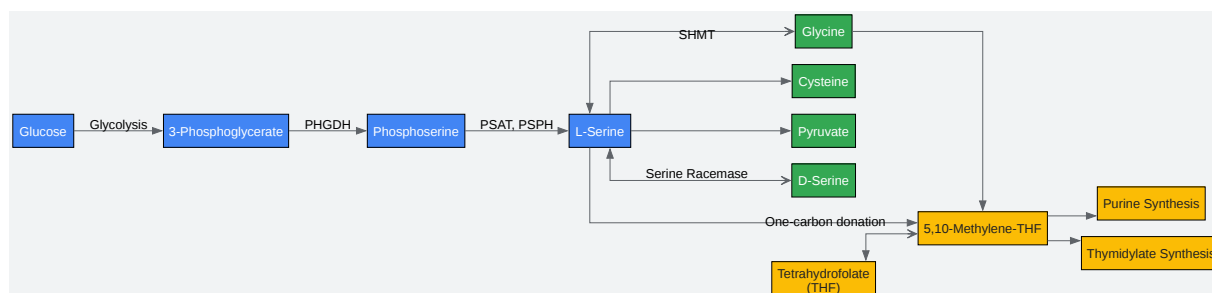 Glycine
SHMT
Cysteine
Glucose
Glycolysis
3-Phosphoglycerate
PHGDH
Phosphoserine
PSAT, PSPH
L-Serine
Pyruvate
Serine Racemase
D-Serine
Purine Synthesis
One-carbon donation
5,10-Methylene-THF
Thymidylate Synthesis
Tetrahydrofolate
(THF)